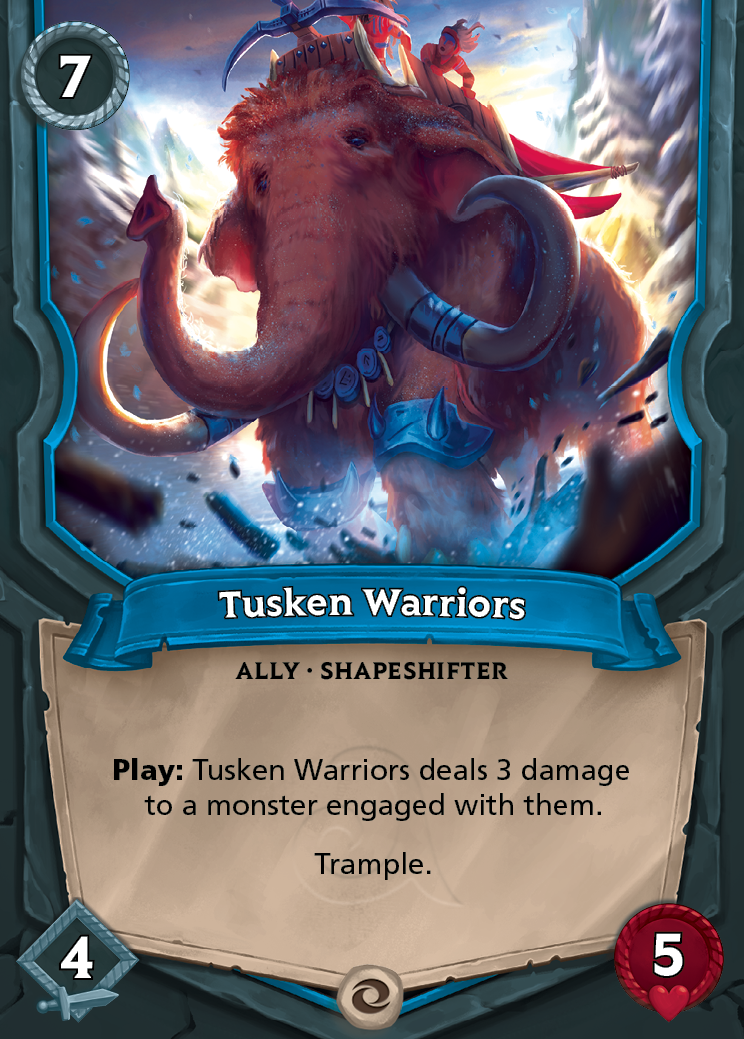 7
Tusken Warriors
ALLY · SHAPESHIFTER
Play: Tusken Warriors deals 3 damage
to a monster engaged with them.
Trample.
4
5